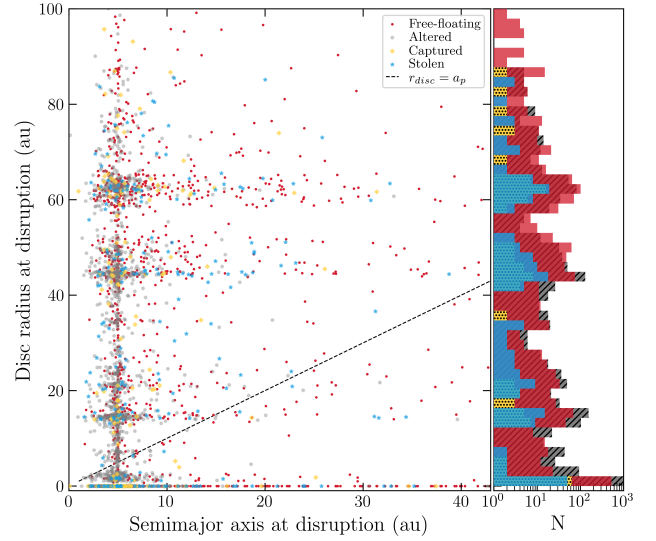 100
80
60
40
20
0
Disc radius at disruption (au)
Free-floating
Altered
Captured
Stolen
r_disc = a_p
0 10 20 30 40
Semimajor axis at disruption (au)
10^0 10^1 10^2 10^3
N